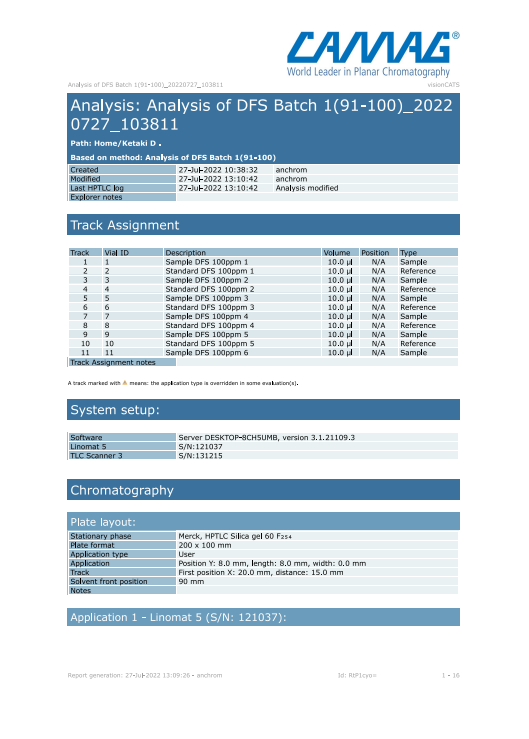 CAMAG®
World Leader in Planar Chromatography
Analysis of DFS Batch 1(91-100)_20220727_103811 visionCATS
Analysis: Analysis of DFS Batch 1(91-100)_2022
0727_103811
Path: Home/Ketaki D .
Based on method: Analysis of DFS Batch 1(91-100)
Created 27-Jul-2022 10:38:32 anchrom
Modified 27-Jul-2022 13:10:42 anchrom
Last HPTLC log 27-Jul-2022 13:10:42 Analysis modified
Explorer notes
Track Assignment
Track Vial ID Description Volume Position Type
1 1 Sample DFS 100ppm 1 10.0 µl N/A Sample
2 2 Standard DFS 100ppm 1 10.0 µl N/A Reference
3 3 Sample DFS 100ppm 2 10.0 µl N/A Sample
4 4 Standard DFS 100ppm 2 10.0 µl N/A Reference
5 5 Sample DFS 100ppm 3 10.0 µl N/A Sample
6 6 Standard DFS 100ppm 3 10.0 µl N/A Reference
7 7 Sample DFS 100ppm 4 10.0 µl N/A Sample
8 8 Standard DFS 100ppm 4 10.0 µl N/A Reference
9 9 Sample DFS 100ppm 5 10.0 µl N/A Sample
10 10 Standard DFS 100ppm 5 10.0 µl N/A Reference
11 11 Sample DFS 100ppm 6 10.0 µl N/A Sample
Track Assignment notes
A track marked with ⚠ means: the application type is overridden in some evaluation(s).
System setup:
Software Server DESKTOP-8CH5UMB, version 3.1.21109.3
Linomat 5 S/N:121037
TLC Scanner 3 S/N:131215
Chromatography
Plate layout:
Stationary phase Merck, HPTLC Silica gel 60 F₂₅₄
Plate format 200 x 100 mm
Application type User
Application Position Y: 8.0 mm, length: 8.0 mm, width: 0.0 mm
Track First position X: 20.0 mm, distance: 15.0 mm
Solvent front position 90 mm
Notes
Application 1 - Linomat 5 (S/N: 121037):
Report generation: 27-Jul-2022 13:09:26 - anchrom Id: RtP1cyo= 1 - 16